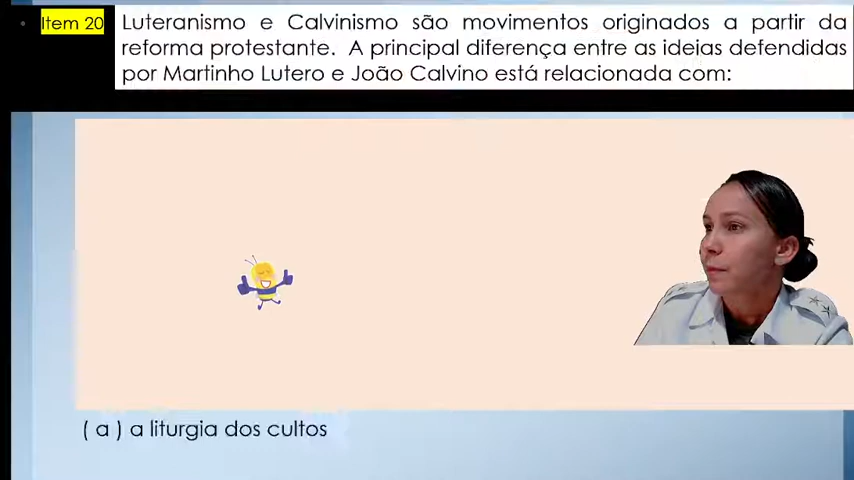 • Item 20
Luteranismo e Calvinismo são movimentos originados a partir da
reforma protestante. A principal diferença entre as ideias defendidas
por Martinho Lutero e João Calvino está relacionada com:
( a ) a liturgia dos cultos